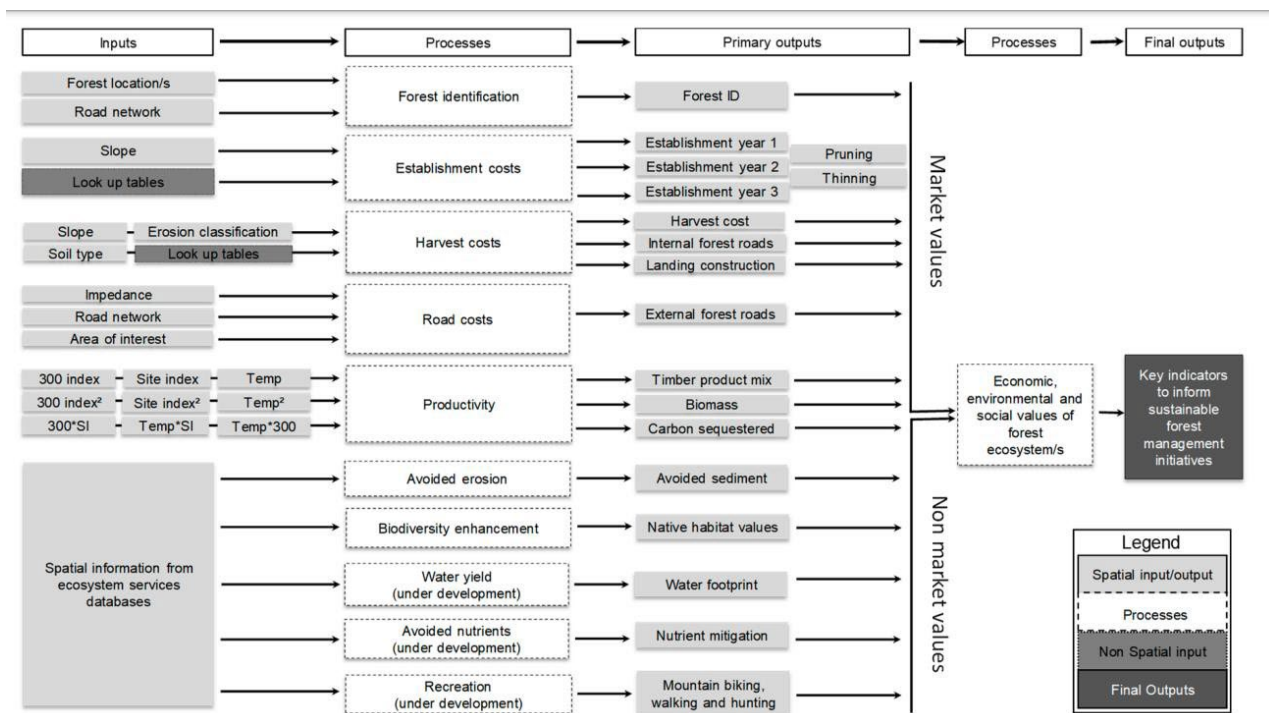 Inputs
Processes
Primary outputs
Processes
Final outputs
Forest location/s
Road network
Forest identification
Forest ID
Slope
Look up tables
Establishment costs
Establishment year 1
Establishment year 2
Establishment year 3
Pruning
Thinning
Slope
Erosion classification
Soil type
Look up tables
Harvest costs
Harvest cost
Internal forest roads
Landing construction
Impedance
Road network
Area of interest
Road costs
External forest roads
300 index
Site index
Temp
300 index²
Site index²
Temp²
300*SI
Temp*SI
Temp*300
Productivity
Timber product mix
Biomass
Carbon sequestered
Market values
Spatial information from
ecosystem services
databases
Avoided erosion
Avoided sediment
Biodiversity enhancement
Native habitat values
Water yield
(under development)
Water footprint
Avoided nutrients
(under development)
Nutrient mitigation
Recreation
(under development)
Mountain biking,
walking and hunting
Non market values
Economic,
environmental and
social values of
forest
ecosystem/s
Key indicators
to inform
sustainable
forest
management
initiatives
Legend
Spatial input/output
Processes
Non Spatial input
Final Outputs